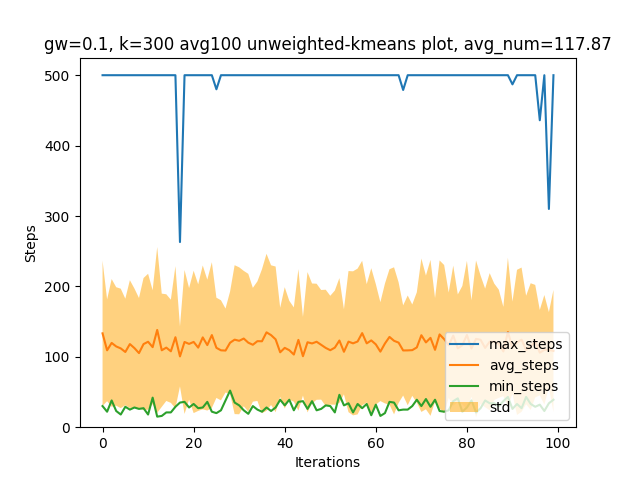 gw=0.1, k=300 avg100 unweighted-kmeans plot, avg_num=117.87
500
400
300
200
100
0
Steps
max_steps
avg_steps
min_steps
std
0
20
40
60
80
100
Iterations